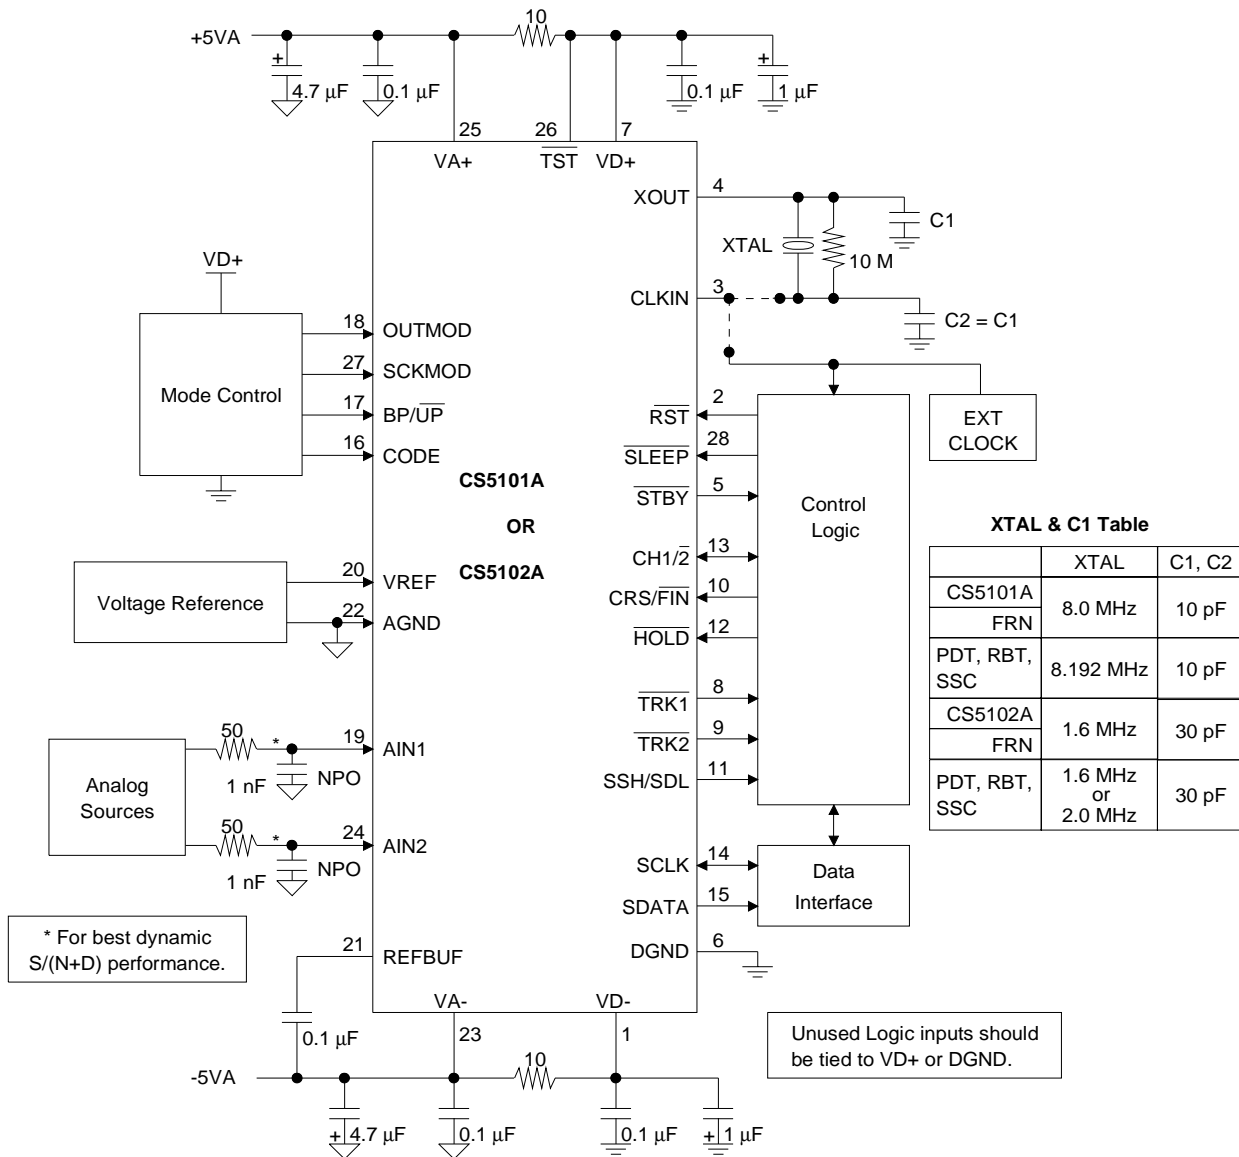 10
+5VA
+
4.7 µF
0.1 µF
0.1 µF
+
1 µF
25
26
7
VA+
TST
VD+
XOUT
4
C1
XTAL
10 M
VD+
CLKIN
3
C2 = C1
Mode Control
18
OUTMOD
27
SCKMOD
17
BP/UP
16
CODE
RST
2
SLEEP
28
STBY
5
CH1/2
13
CRS/FIN
10
HOLD
12
TRK1
8
TRK2
9
SSH/SDL
11
Control
Logic
EXT
CLOCK
CS5101A
OR
CS5102A
Voltage Reference
20
VREF
22
AGND
XTAL & C1 Table
XTAL C1, C2
CS5101A
FRN
8.0 MHz 10 pF
PDT, RBT,
SSC
8.192 MHz 10 pF
CS5102A
FRN
1.6 MHz 30 pF
PDT, RBT,
SSC
1.6 MHz
or
2.0 MHz
30 pF
Analog
Sources
50
*
19
AIN1
1 nF
NPO
50
*
24
AIN2
1 nF
NPO
SCLK
14
SDATA
15
Data
Interface
DGND
6
* For best dynamic
S/(N+D) performance.
21
REFBUF
0.1 µF
VA-
VD-
23
1
Unused Logic inputs should
be tied to VD+ or DGND.
-5VA
10
+
4.7 µF
0.1 µF
0.1 µF
+
1 µF